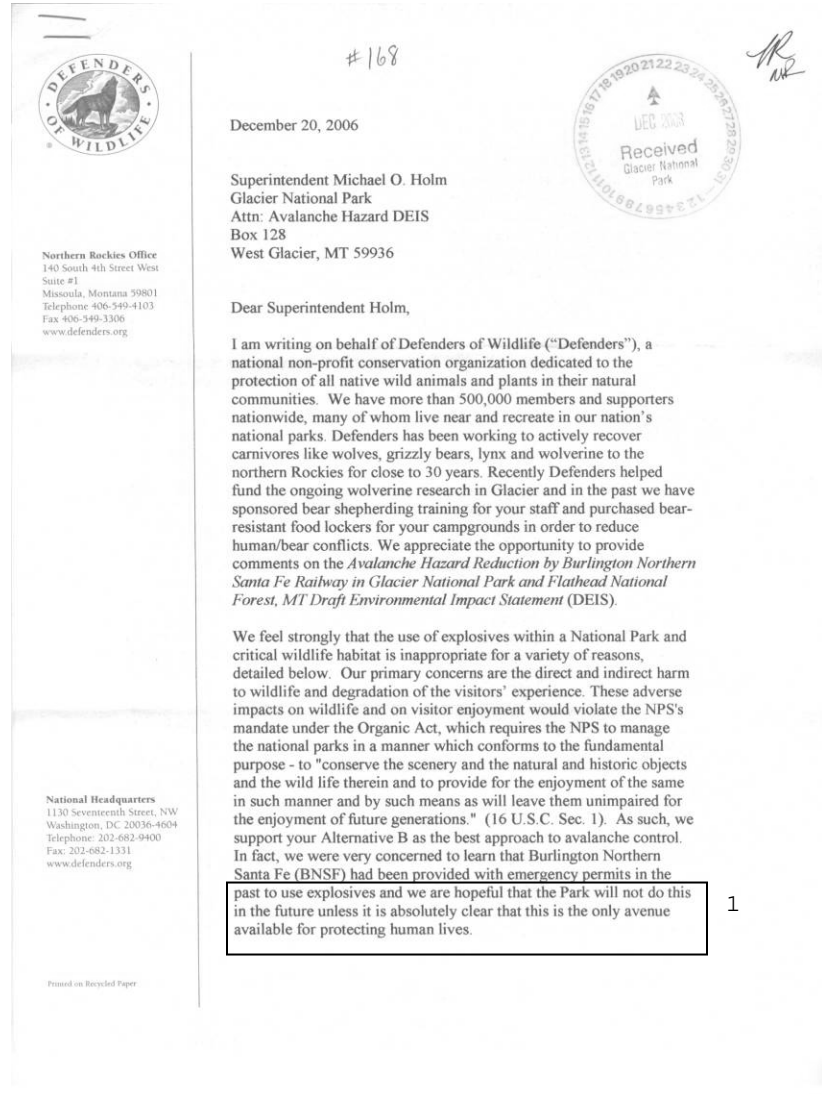 #168
DEFENDERS OF WILDLIFE
DEC
Received
Glacier National
Park
December 20, 2006
Superintendent Michael O. Holm
Glacier National Park
Attn: Avalanche Hazard DEIS
Box 128
West Glacier, MT 59936
Northern Rockies Office
140 South 4th Street West
Suite #1
Missoula, Montana 59801
Telephone 406-549-4103
Fax 406-549-3306
www.defenders.org
Dear Superintendent Holm,
I am writing on behalf of Defenders of Wildlife (“Defenders”), a
national non-profit conservation organization dedicated to the
protection of all native wild animals and plants in their natural
communities.  We have more than 500,000 members and supporters
nationwide, many of whom live near and recreate in our nation’s
national parks. Defenders has been working to actively recover
carnivores like wolves, grizzly bears, lynx and wolverine to the
northern Rockies for close to 30 years. Recently Defenders helped
fund the ongoing wolverine research in Glacier and in the past we have
sponsored bear shepherding training for your staff and purchased bear-
resistant food lockers for your campgrounds in order to reduce
human/bear conflicts. We appreciate the opportunity to provide
comments on the Avalanche Hazard Reduction by Burlington Northern
Santa Fe Railway in Glacier National Park and Flathead National
Forest, MT Draft Environmental Impact Statement (DEIS).
We feel strongly that the use of explosives within a National Park and
critical wildlife habitat is inappropriate for a variety of reasons,
detailed below.  Our primary concerns are the direct and indirect harm
to wildlife and degradation of the visitors’ experience. These adverse
impacts on wildlife and on visitor enjoyment would violate the NPS's
mandate under the Organic Act, which requires the NPS to manage
the national parks in a manner which conforms to the fundamental
purpose - to "conserve the scenery and the natural and historic objects
and the wild life therein and to provide for the enjoyment of the same
in such manner and by such means as will leave them unimpaired for
the enjoyment of future generations."  (16 U.S.C. Sec. 1).  As such, we
support your Alternative B as the best approach to avalanche control.
In fact, we were very concerned to learn that Burlington Northern
Santa Fe (BNSF) had been provided with emergency permits in the
past to use explosives and we are hopeful that the Park will not do this
in the future unless it is absolutely clear that this is the only avenue
available for protecting human lives.
1
National Headquarters
1130 Seventeenth Street, NW
Washington, DC 20036-4604
Telephone: 202-682-9400
Fax: 202-682-1331
www.defenders.org
Printed on Recycled Paper